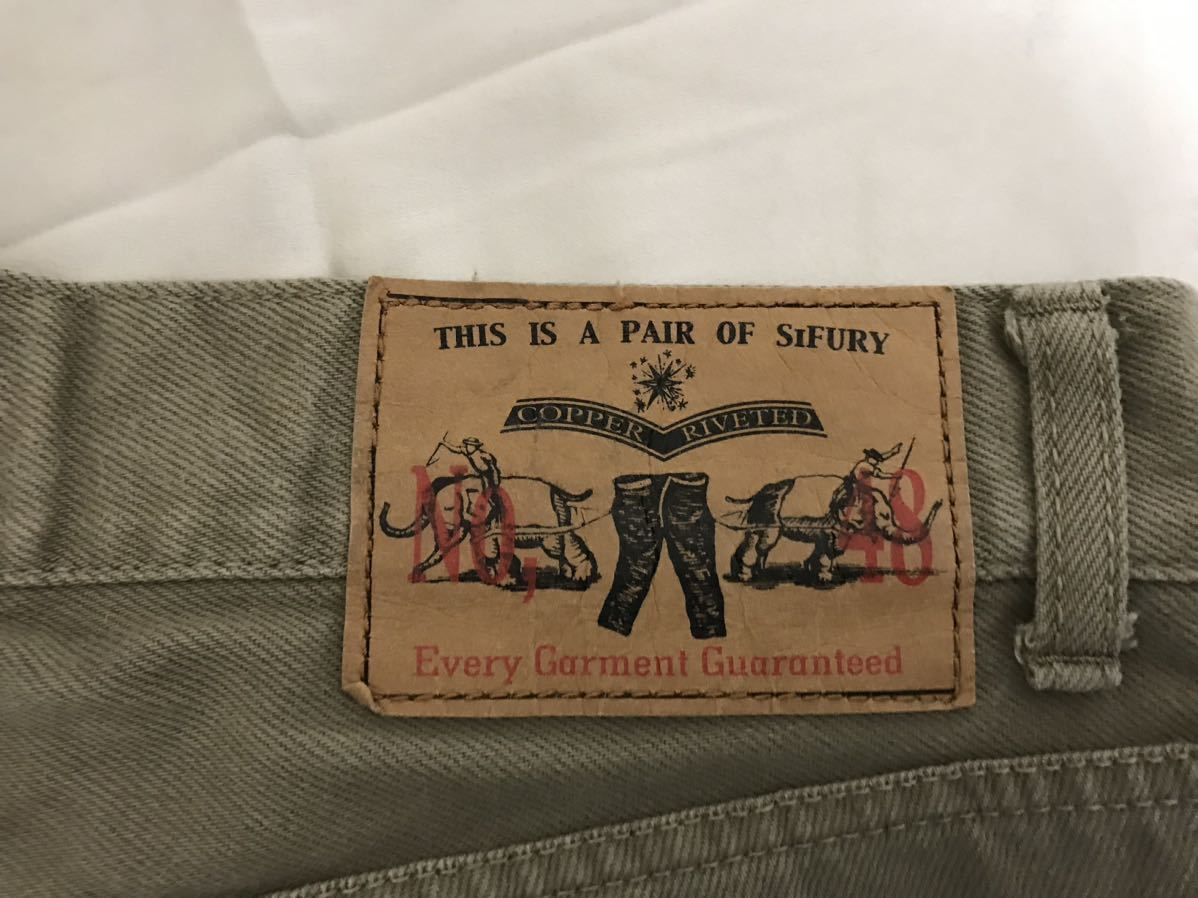 THIS IS A PAIR OF SiFURY
COPPER RIVETED
No, 48
Every Garment Guaranteed